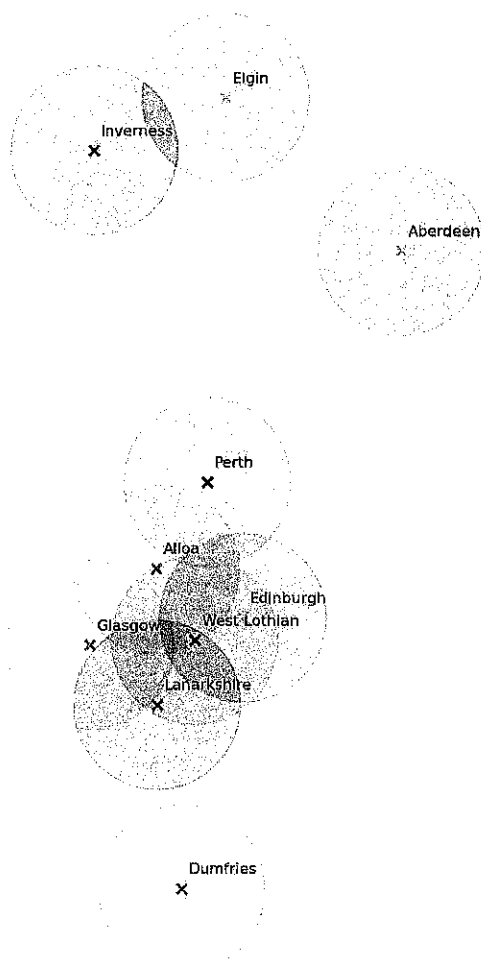 Elgin
Inverness
Aberdeen
Perth
Alloa
Edinburgh
West Lothian
Glasgow
Lanarkshire
Dumfries